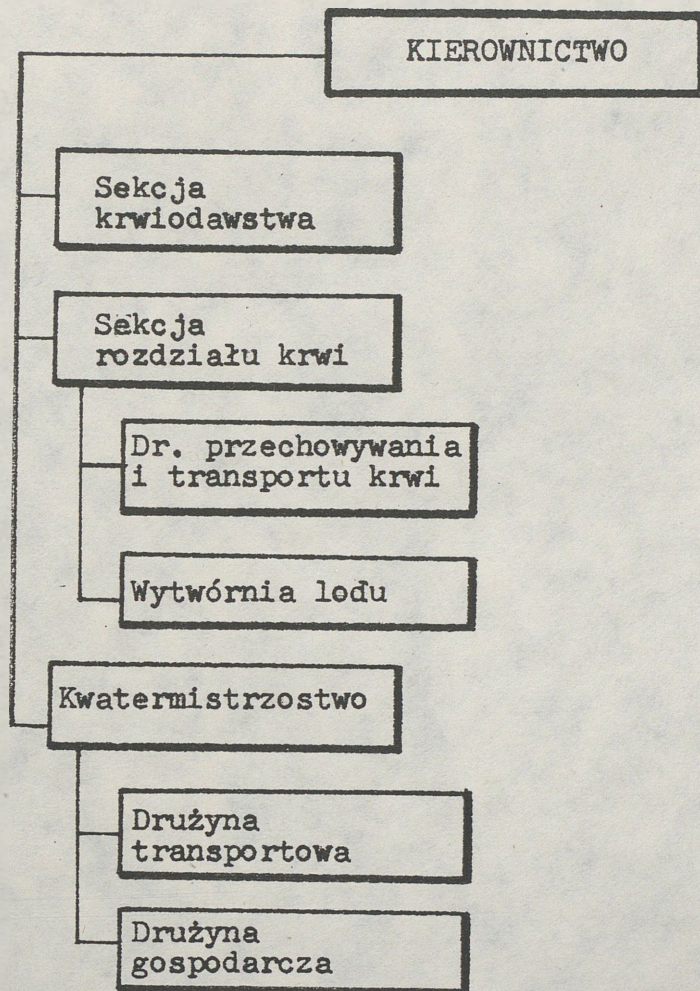 KIEROWNICTWO
Sekcja
krwiodawstwa
Sekcja
rozdziału krwi
Dr. przechowywania
i transportu krwi
Wytwórnia lodu
Kwatermistrzostwo
Drużyna
transportowa
Drużyna
gospodarcza